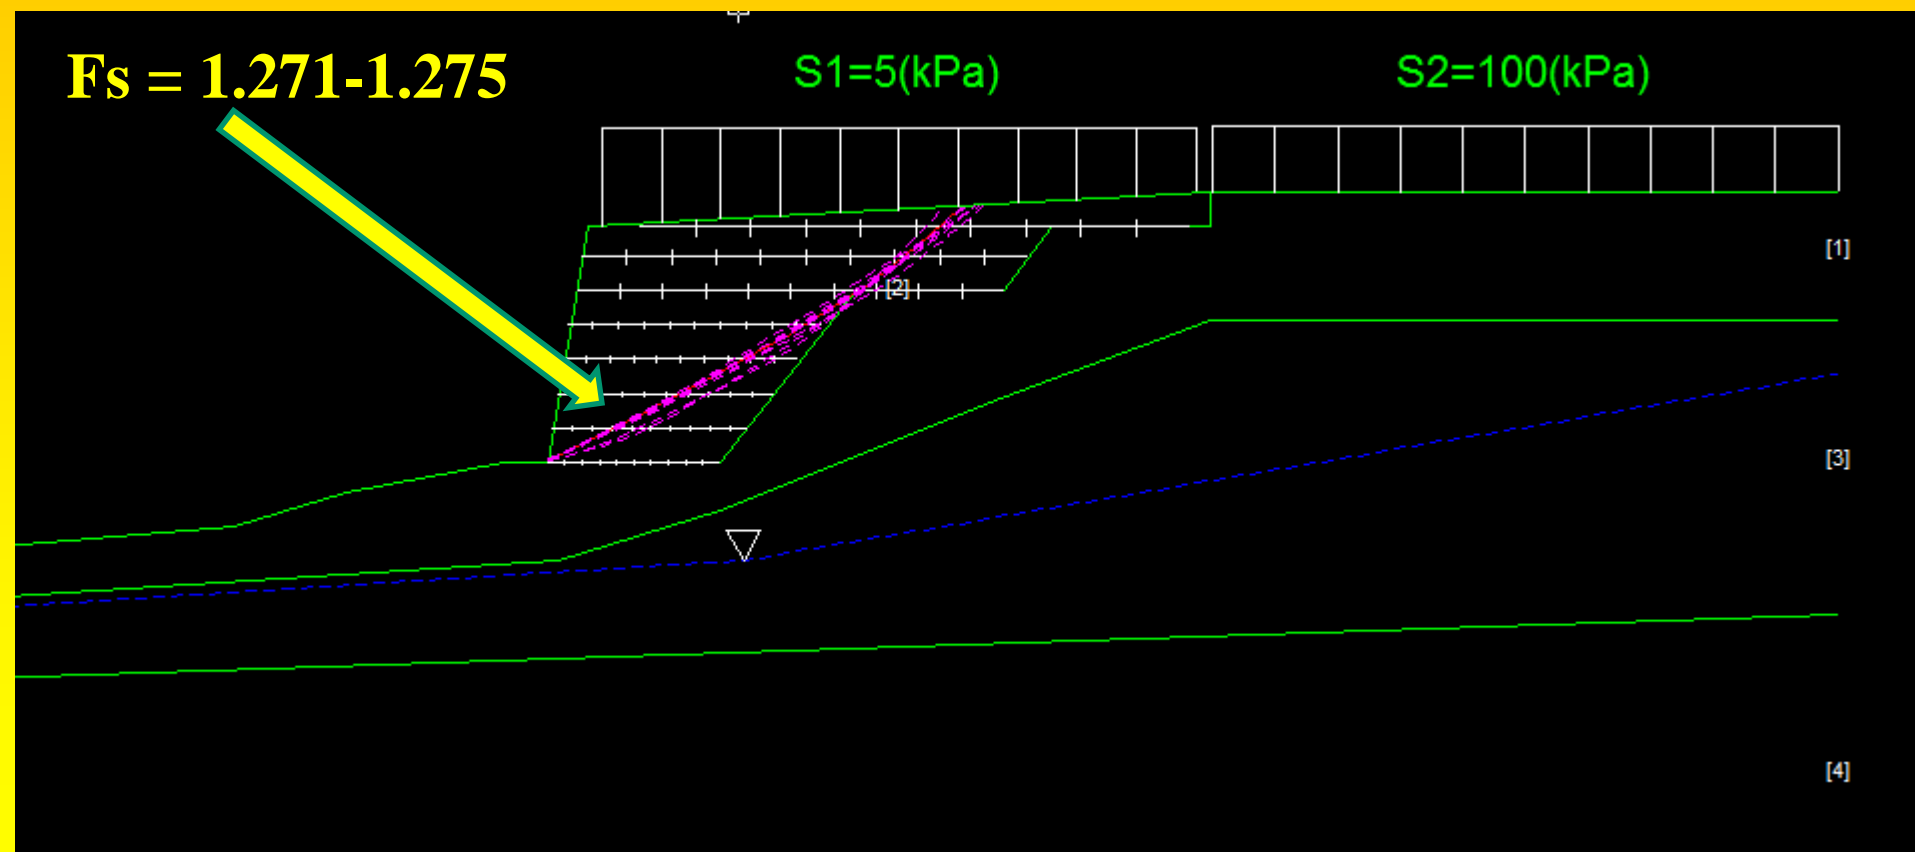 Fs = 1.271-1.275
S1=5(kPa)
S2=100(kPa)
[1]
[2]
[3]
[4]